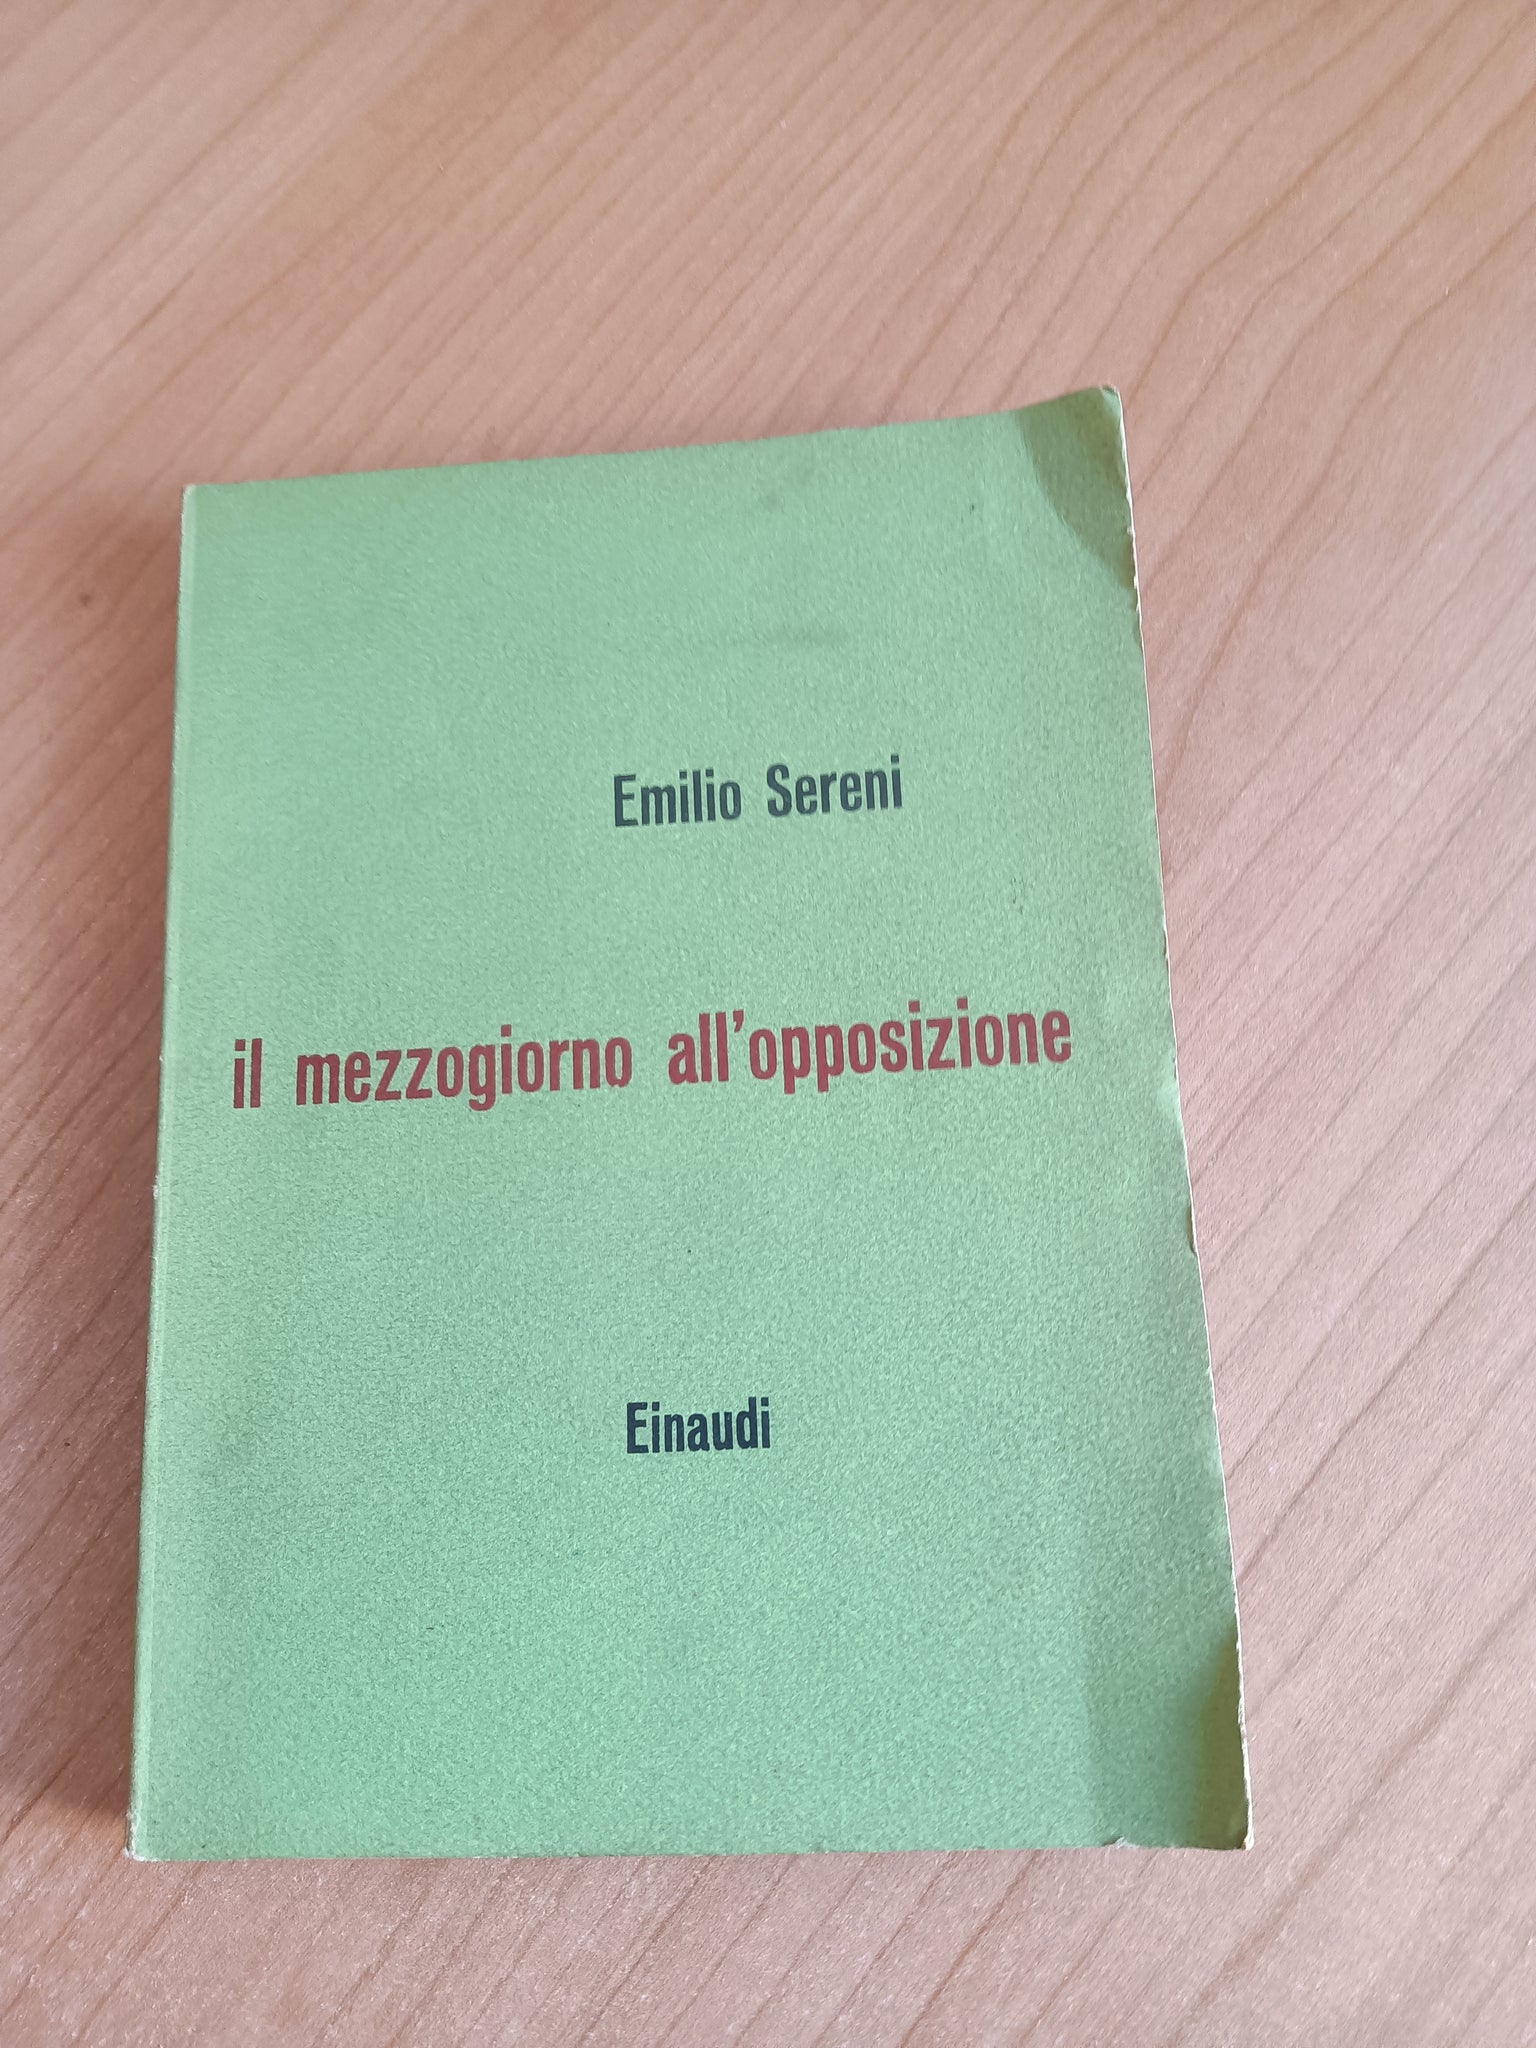 Emilio Sereni
il mezzogiorno all'opposizione
Einaudi